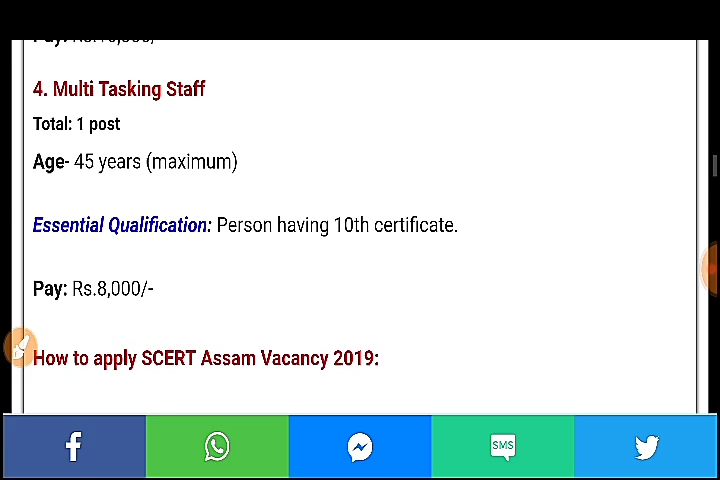 4. Multi Tasking Staff
Total: 1 post
Age- 45 years (maximum)
Essential Qualification: Person having 10th certificate.
Pay: Rs.8,000/-
How to apply SCERT Assam Vacancy 2019:
SMS